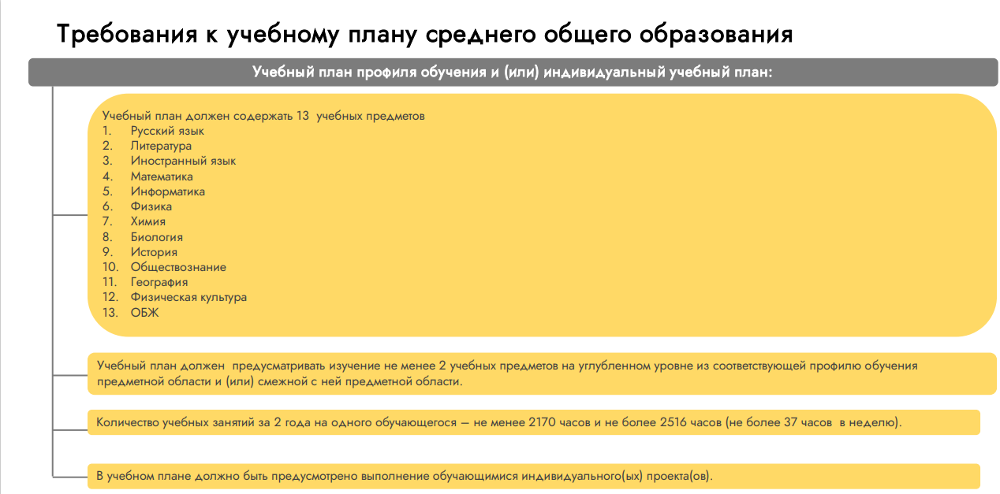 Требования к учебному плану среднего общего образования
Учебный план профиля обучения и (или) индивидуальный учебный план:
Учебный план должен содержать 13 учебных предметов
1. Русский язык
2. Литература
3. Иностранный язык
4. Математика
5. Информатика
6. Физика
7. Химия
8. Биология
9. История
10. Обществознание
11. География
12. Физическая культура
13. ОБЖ
Учебный план должен предусматривать изучение не менее 2 учебных предметов на углубленном уровне из соответствующей профилю обучения
предметной области и (или) смежной с ней предметной области.
Количество учебных занятий за 2 года на одного обучающегося – не менее 2170 часов и не более 2516 часов (не более 37 часов в неделю).
В учебном плане должно быть предусмотрено выполнение обучающимися индивидуального(ых) проекта(ов).